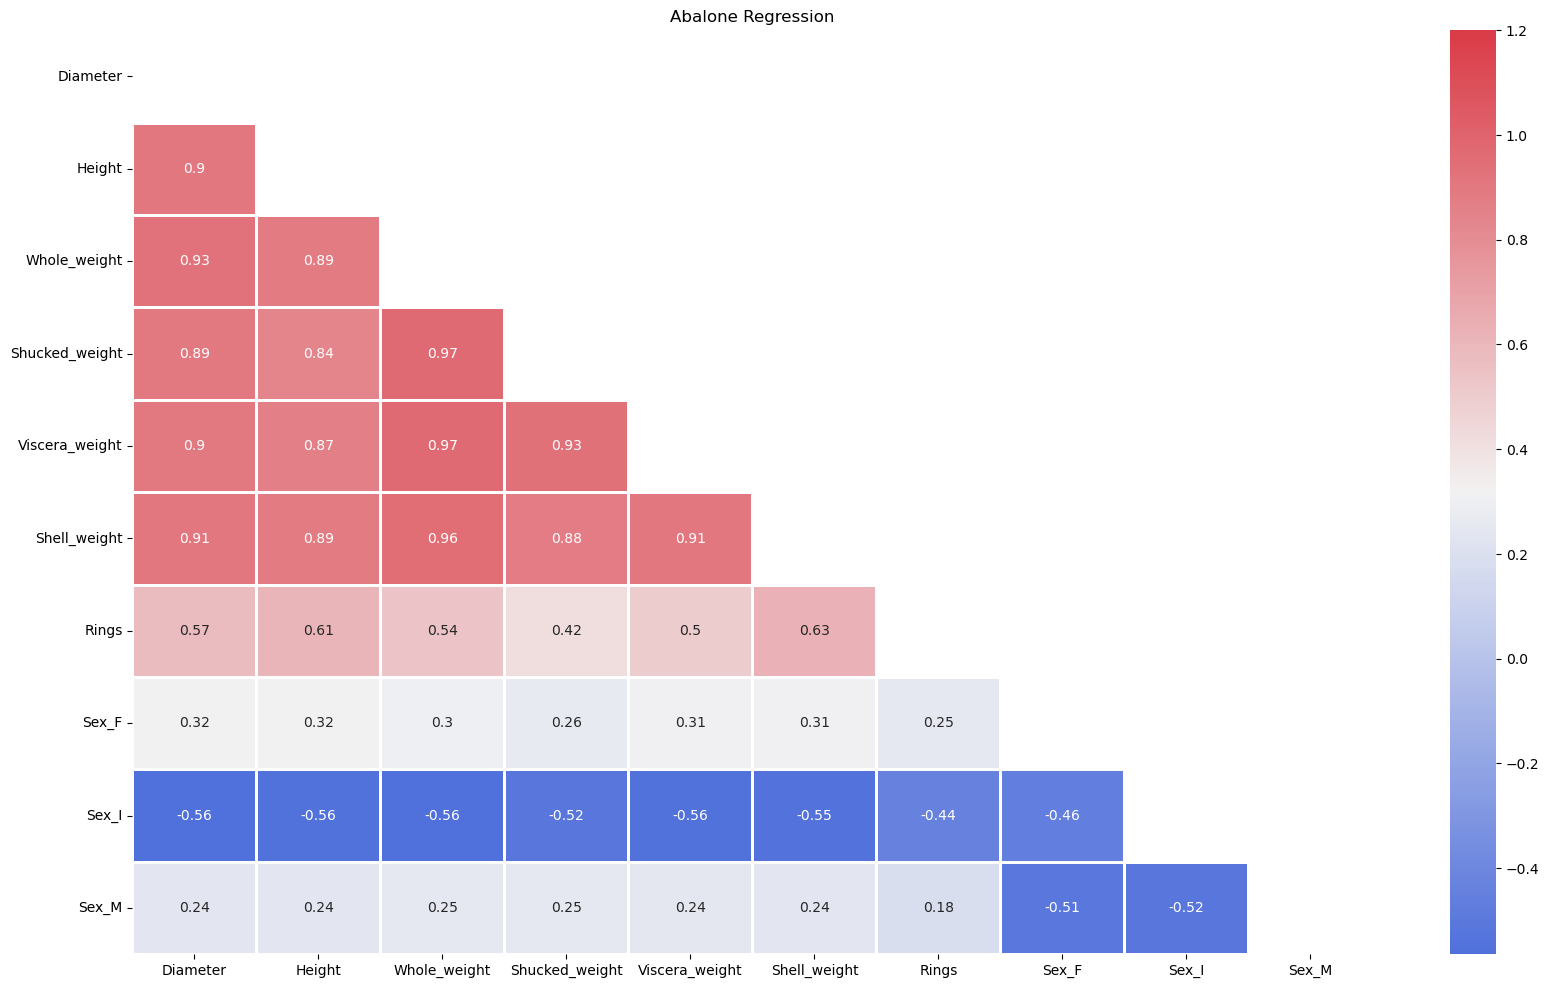 Abalone Regression
1.2
Diameter
1.0
Height 0.9
0.8
Whole_weight 0.93 0.89
Shucked_weight 0.89 0.84 0.97
0.6
Viscera_weight 0.9 0.87 0.97 0.93
0.4
Shell_weight 0.91 0.89 0.96 0.88 0.91
0.2
Rings 0.57 0.61 0.54 0.42 0.5 0.63
0.0
Sex_F 0.32 0.32 0.3 0.26 0.31 0.31 0.25
−0.2
Sex_I -0.56 -0.56 -0.56 -0.52 -0.56 -0.55 -0.44 -0.46
−0.4
Sex_M 0.24 0.24 0.25 0.25 0.24 0.24 0.18 -0.51 -0.52
Diameter Height Whole_weight Shucked_weight Viscera_weight Shell_weight Rings Sex_F Sex_I Sex_M